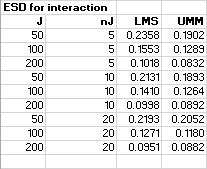 ESD for interaction
J nJ LMS UMM
50 5 0.2358 0.1902
100 5 0.1553 0.1289
200 5 0.1018 0.0832
50 10 0.2131 0.1893
100 10 0.1410 0.1264
200 10 0.0998 0.0892
50 20 0.2193 0.2052
100 20 0.1271 0.1180
200 20 0.0951 0.0882